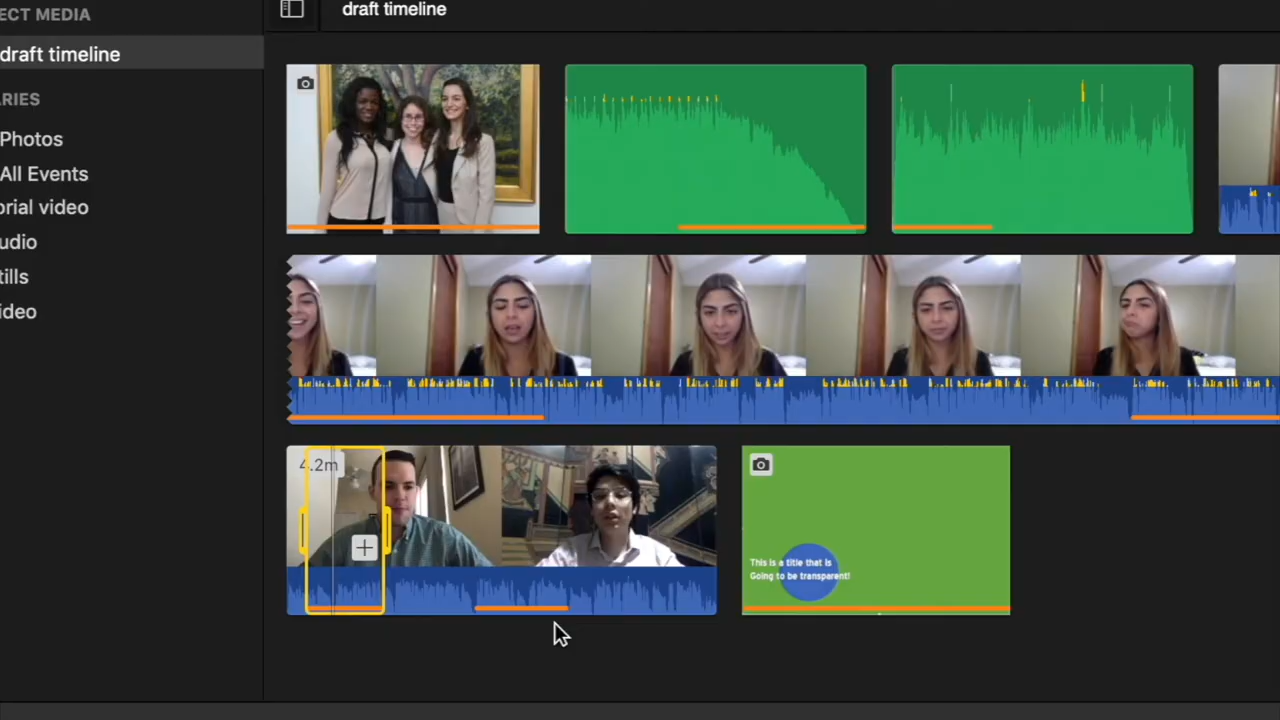 ECT MEDIA
draft timeline
draft timeline
ARIES
Photos
All Events
orial video
udio
tills
ideo
4.2m
This is a title that is
Going to be transparent!